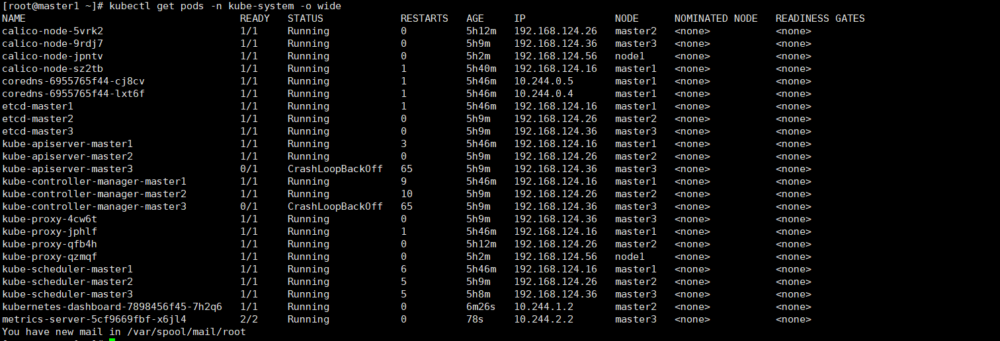 [root@master1 ~]# kubectl get pods -n kube-system -o wide
NAME READY STATUS RESTARTS AGE IP NODE NOMINATED NODE READINESS GATES
calico-node-5vrk2 1/1 Running 0 5h12m 192.168.124.26 master2 <none> <none>
calico-node-9rdj7 1/1 Running 0 5h9m 192.168.124.36 master3 <none> <none>
calico-node-jpntv 1/1 Running 0 5h2m 192.168.124.56 node1 <none> <none>
calico-node-sz2tb 1/1 Running 1 5h40m 192.168.124.16 master1 <none> <none>
coredns-6955765f44-cj8cv 1/1 Running 1 5h46m 10.244.0.5 master1 <none> <none>
coredns-6955765f44-lxt6f 1/1 Running 1 5h46m 10.244.0.4 master1 <none> <none>
etcd-master1 1/1 Running 1 5h46m 192.168.124.16 master1 <none> <none>
etcd-master2 1/1 Running 0 5h9m 192.168.124.26 master2 <none> <none>
etcd-master3 1/1 Running 0 5h9m 192.168.124.36 master3 <none> <none>
kube-apiserver-master1 1/1 Running 3 5h46m 192.168.124.16 master1 <none> <none>
kube-apiserver-master2 1/1 Running 0 5h9m 192.168.124.26 master2 <none> <none>
kube-apiserver-master3 0/1 CrashLoopBackOff 65 5h9m 192.168.124.36 master3 <none> <none>
kube-controller-manager-master1 1/1 Running 9 5h46m 192.168.124.16 master1 <none> <none>
kube-controller-manager-master2 1/1 Running 10 5h9m 192.168.124.26 master2 <none> <none>
kube-controller-manager-master3 0/1 CrashLoopBackOff 65 5h9m 192.168.124.36 master3 <none> <none>
kube-proxy-4cw6t 1/1 Running 0 5h9m 192.168.124.36 master3 <none> <none>
kube-proxy-jphlf 1/1 Running 1 5h46m 192.168.124.16 master1 <none> <none>
kube-proxy-qfb4h 1/1 Running 0 5h12m 192.168.124.26 master2 <none> <none>
kube-proxy-qzmqf 1/1 Running 0 5h2m 192.168.124.56 node1 <none> <none>
kube-scheduler-master1 1/1 Running 6 5h46m 192.168.124.16 master1 <none> <none>
kube-scheduler-master2 1/1 Running 5 5h9m 192.168.124.26 master2 <none> <none>
kube-scheduler-master3 1/1 Running 5 5h8m 192.168.124.36 master3 <none> <none>
kubernetes-dashboard-7898456f45-7h2q6 1/1 Running 0 6m26s 10.244.1.2 master2 <none> <none>
metrics-server-5cf9669fbf-x6jl4 2/2 Running 0 78s 10.244.2.2 master3 <none> <none>
You have new mail in /var/spool/mail/root